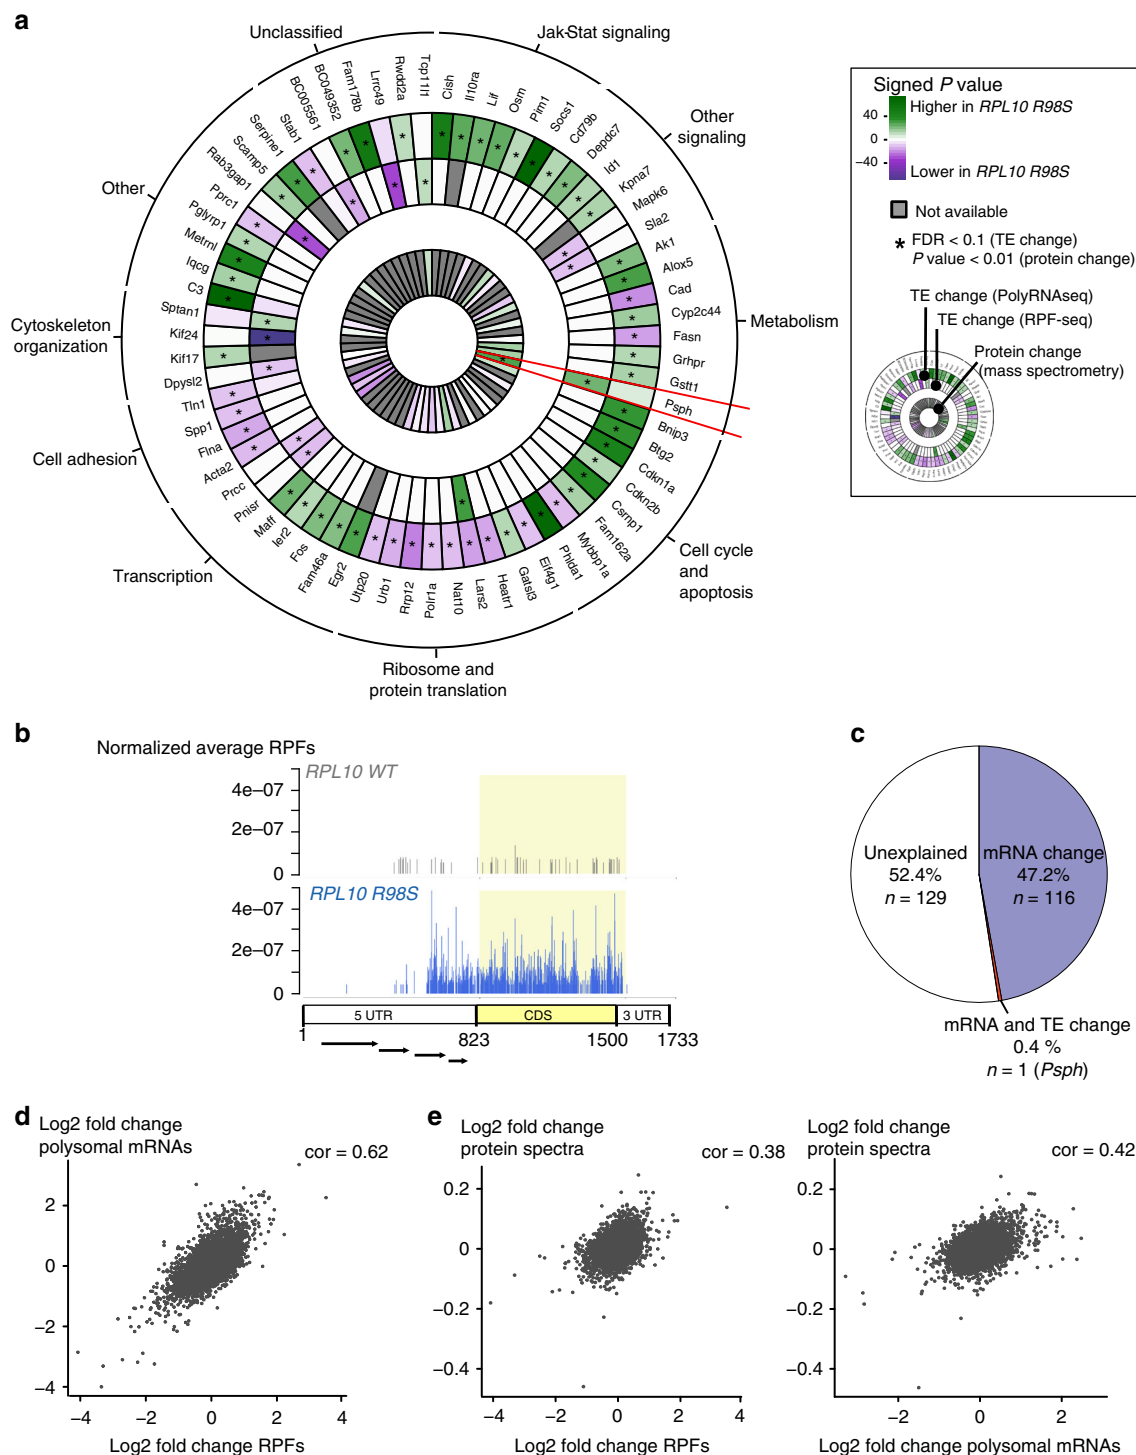 a
Unclassified
Jak-Stat signaling
Other
signaling
Metabolism
Cell cycle
and
apoptosis
Ribosome and
protein translation
Transcription
Cell adhesion
Cytoskeleton
organization
Other
Tcp11l1
Cish
Il10ra
Lif
Osm
Pim1
Socs1
Cd79b
Depdc7
Id1
Kpna7
Mapk6
Sla2
Ak1
Alox5
Cad
Cyp2c44
Fasn
Grhpr
Gstt1
Psph
Bnip3
Btg2
Cdkn1a
Cdkn2b
Csrnp1
Fam162a
Mybbp1a
Phlda1
Eif4g1
Gatsl3
Heatr1
Lars2
Nat10
Polr1a
Rrp12
Urb1
Utp20
Egr2
Fam46a
Fos
Ier2
Maff
Pnisr
Prcc
Acta2
Flna
Spp1
Tln1
Dpysl2
Kif17
Kif24
Sptan1
C3
Iqcg
Metrnl
Pglyrp1
Pprc1
Rab3gap1
Scamp5
Serpine1
Stab1
BC005561
BC049352
Fam178b
Lrrc49
Rwdd2a
Signed P value
40
0
−40
Higher in RPL10 R98S
Lower in RPL10 R98S
Not available
* FDR < 0.1 (TE change)
P value < 0.01 (protein change)
TE change (PolyRNAseq)
TE change (RPF-seq)
Protein change
(mass spectrometry)
b
Normalized average RPFs
RPL10 WT
4e−07
2e−07
0
RPL10 R98S
4e−07
2e−07
0
5 UTR
CDS
3 UTR
1
823
1500
1733
c
Unexplained
52.4%
n = 129
mRNA change
47.2%
n = 116
mRNA and TE change
0.4 %
n = 1 (Psph)
d
Log2 fold change
polysomal mRNAs
cor = 0.62
2
0
−2
−4
−4
−2
0
2
4
Log2 fold change RPFs
e
Log2 fold change
protein spectra
cor = 0.38
0.2
0
−0.2
−0.4
−4
−2
0
2
4
Log2 fold change RPFs
Log2 fold change
protein spectra
cor = 0.42
0.2
0
−0.2
−0.4
−3
−2
−1
0
1
2
3
Log2 fold change polysomal mRNAs